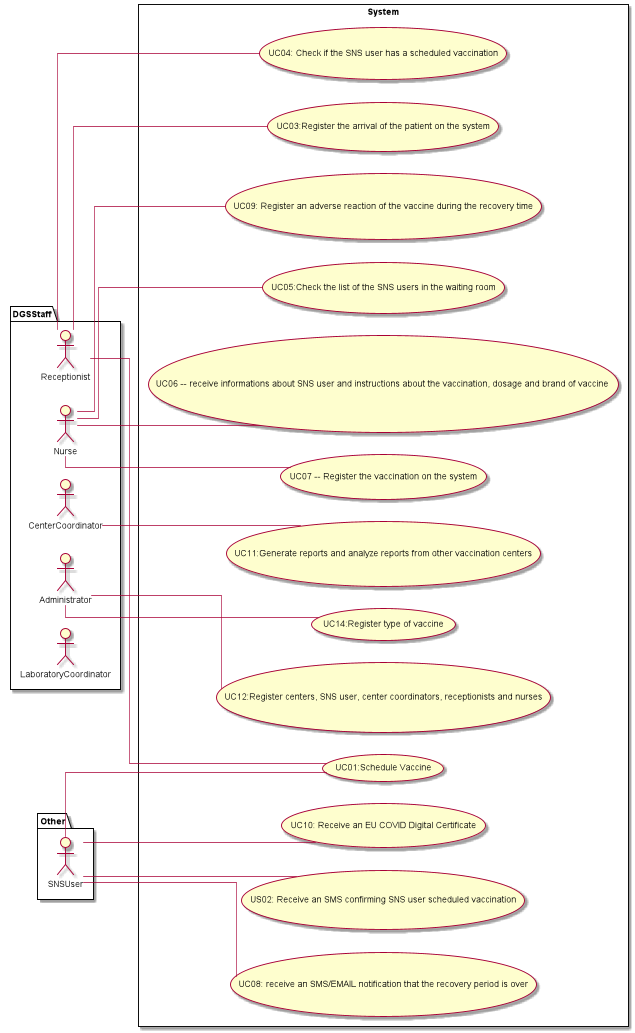 System
UC04: Check if the SNS user has a scheduled vaccination
UC03:Register the arrival of the patient on the system
UC09: Register an adverse reaction of the vaccine during the recovery time
UC05:Check the list of the SNS users in the waiting room
DGSStaff
Receptionist
UC06 -- receive informations about SNS user and instructions about the vaccination, dosage and brand of vaccine
Nurse
UC07 -- Register the vaccination on the system
CenterCoordinator
UC11:Generate reports and analyze reports from other vaccination centers
Administrator
UC14:Register type of vaccine
LaboratoryCoordinator
UC12:Register centers, SNS user, center coordinators, receptionists and nurses
UC01:Schedule Vaccine
Other
UC10: Receive an EU COVID Digital Certificate
SNSUser
US02: Receive an SMS confirming SNS user scheduled vaccination
UC08: receive an SMS/EMAIL notification that the recovery period is over